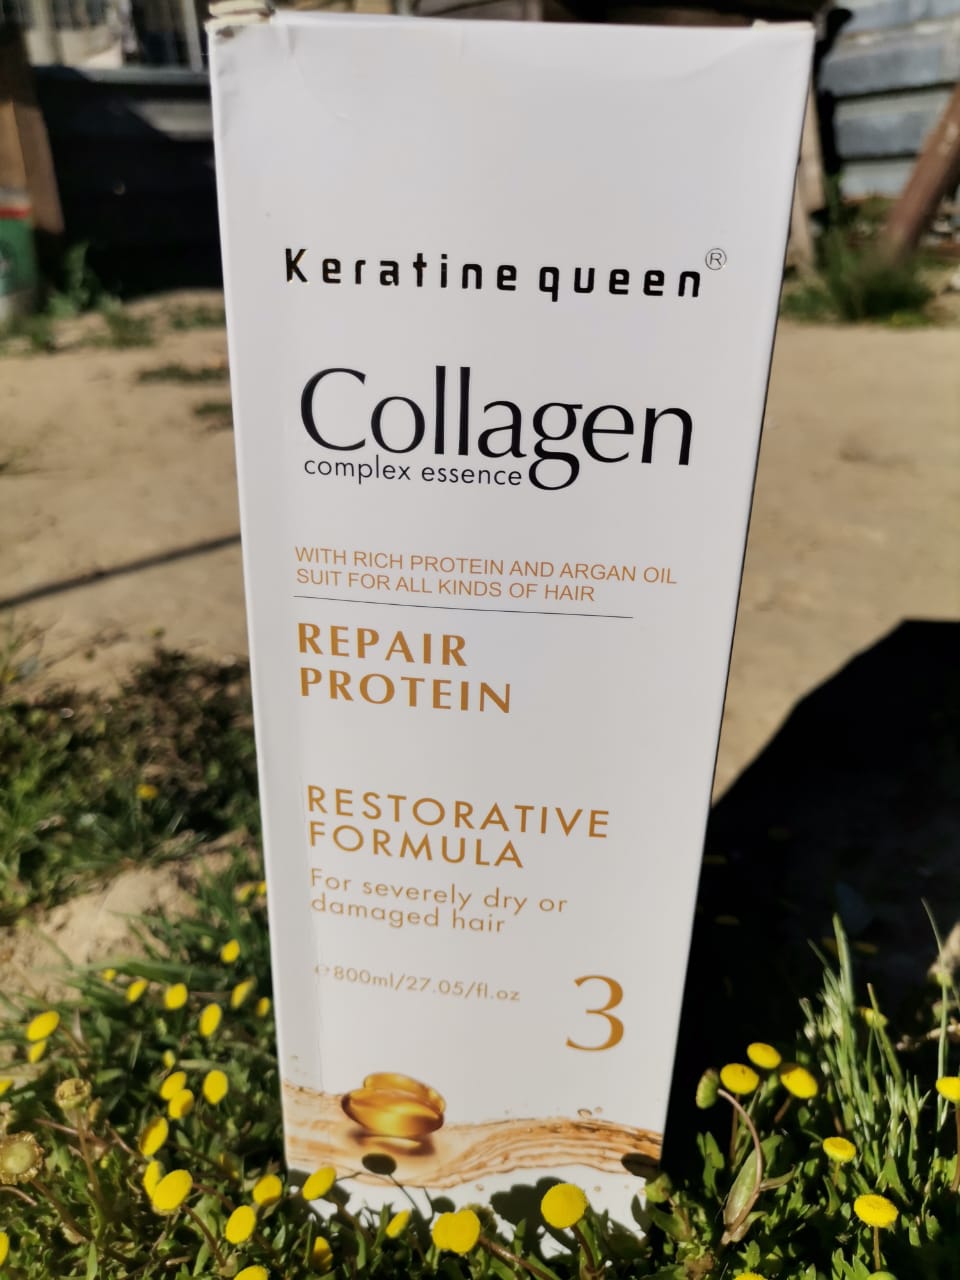 Keratine queen®
Collagen
complex essence
WITH RICH PROTEIN AND ARGAN OIL
SUIT FOR ALL KINDS OF HAIR
REPAIR
PROTEIN
RESTORATIVE
FORMULA
For severely dry or
damaged hair
℮800ml/27.05/fl.oz
3